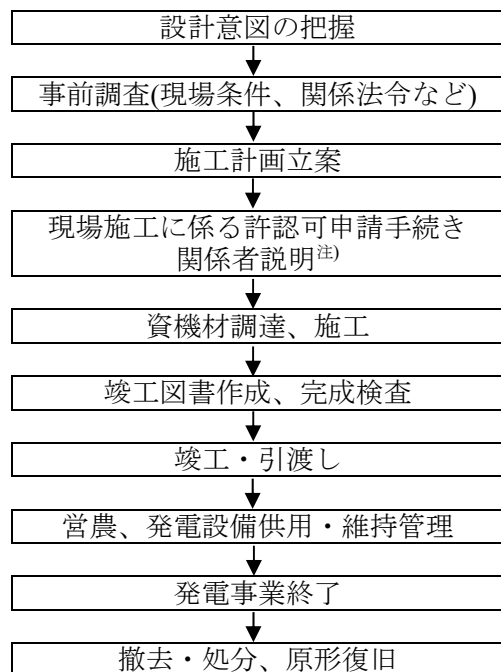 設計意図の把握
事前調査(現場条件、関係法令など)
施工計画立案
現場施工に係る許認可申請手続き
関係者説明注)
資機材調達、施工
竣工図書作成、完成検査
竣工・引渡し
営農、発電設備供用・維持管理
発電事業終了
撤去・処分、原形復旧